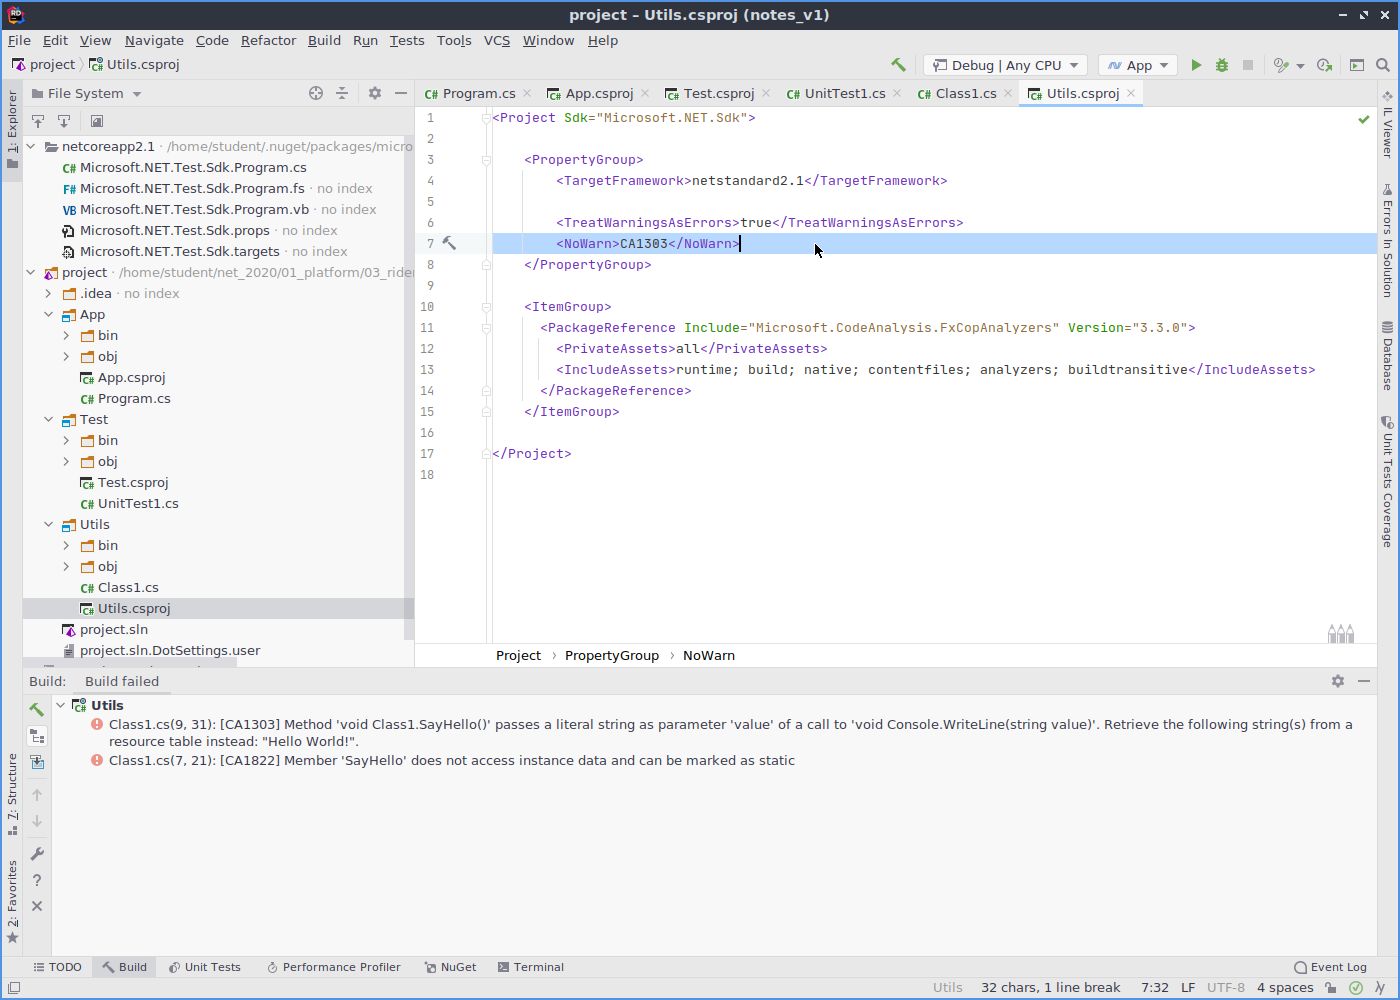 project – Utils.csproj (notes_v1)
File Edit View Navigate Code Refactor Build Run Tests Tools VCS Window Help
project Utils.csproj Debug | Any CPU App
1: Explorer
File System
Program.cs App.csproj Test.csproj UnitTest1.cs Class1.cs Utils.csproj
netcoreapp2.1 · /home/student/.nuget/packages/micro
Microsoft.NET.Test.Sdk.Program.cs
Microsoft.NET.Test.Sdk.Program.fs · no index
Microsoft.NET.Test.Sdk.Program.vb · no index
Microsoft.NET.Test.Sdk.props · no index
Microsoft.NET.Test.Sdk.targets · no index
project · /home/student/net_2020/01_platform/03_rider
.idea · no index
App
bin
obj
App.csproj
Program.cs
Test
bin
obj
Test.csproj
UnitTest1.cs
Utils
bin
obj
Class1.cs
Utils.csproj
project.sln
project.sln.DotSettings.user
1 <Project Sdk="Microsoft.NET.Sdk">
2
3 <PropertyGroup>
4 <TargetFramework>netstandard2.1</TargetFramework>
5
6 <TreatWarningsAsErrors>true</TreatWarningsAsErrors>
7 <NoWarn>CA1303</NoWarn>
8 </PropertyGroup>
9
10 <ItemGroup>
11 <PackageReference Include="Microsoft.CodeAnalysis.FxCopAnalyzers" Version="3.3.0">
12 <PrivateAssets>all</PrivateAssets>
13 <IncludeAssets>runtime; build; native; contentfiles; analyzers; buildtransitive</IncludeAssets>
14 </PackageReference>
15 </ItemGroup>
16
17 </Project>
18
Project › PropertyGroup › NoWarn
IL Viewer
Errors In Solution
Database
Unit Tests Coverage
Build: Build failed
Utils
Class1.cs(9, 31): [CA1303] Method 'void Class1.SayHello()' passes a literal string as parameter 'value' of a call to 'void Console.WriteLine(string value)'. Retrieve the following string(s) from a
resource table instead: "Hello World!".
Class1.cs(7, 21): [CA1822] Member 'SayHello' does not access instance data and can be marked as static
7: Structure
2: Favorites
TODO Build Unit Tests Performance Profiler NuGet Terminal Event Log
Utils 32 chars, 1 line break 7:32 LF UTF-8 4 spaces